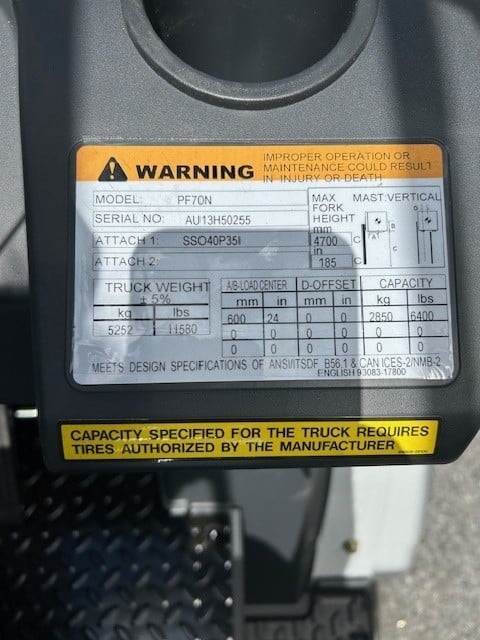 WARNING IMPROPER OPERATION OR
MAINTENANCE COULD RESULT
IN INJURY OR DEATH
MODEL: PF70N
SERIAL NO: AU13H50255
ATTACH 1: SSO40P35I
ATTACH 2:
MAX FORK HEIGHT
mm
4700
in
185
MAST:VERTICAL
D
B
A
C
C
TRUCK WEIGHT
± 5%
kg lbs
5252 11580
A/B-LOAD CENTER D-OFFSET CAPACITY
mm in mm in kg lbs
600 24 0 0 2850 6400
0 0 0 0 0 0
0 0 0 0 0 0
MEETS DESIGN SPECIFICATIONS OF ANSI/ITSDF B56.1 & CAN ICES-2/NMB-2
ENGLISH 93083-17800
CAPACITY SPECIFIED FOR THE TRUCK REQUIRES
TIRES AUTHORIZED BY THE MANUFACTURER